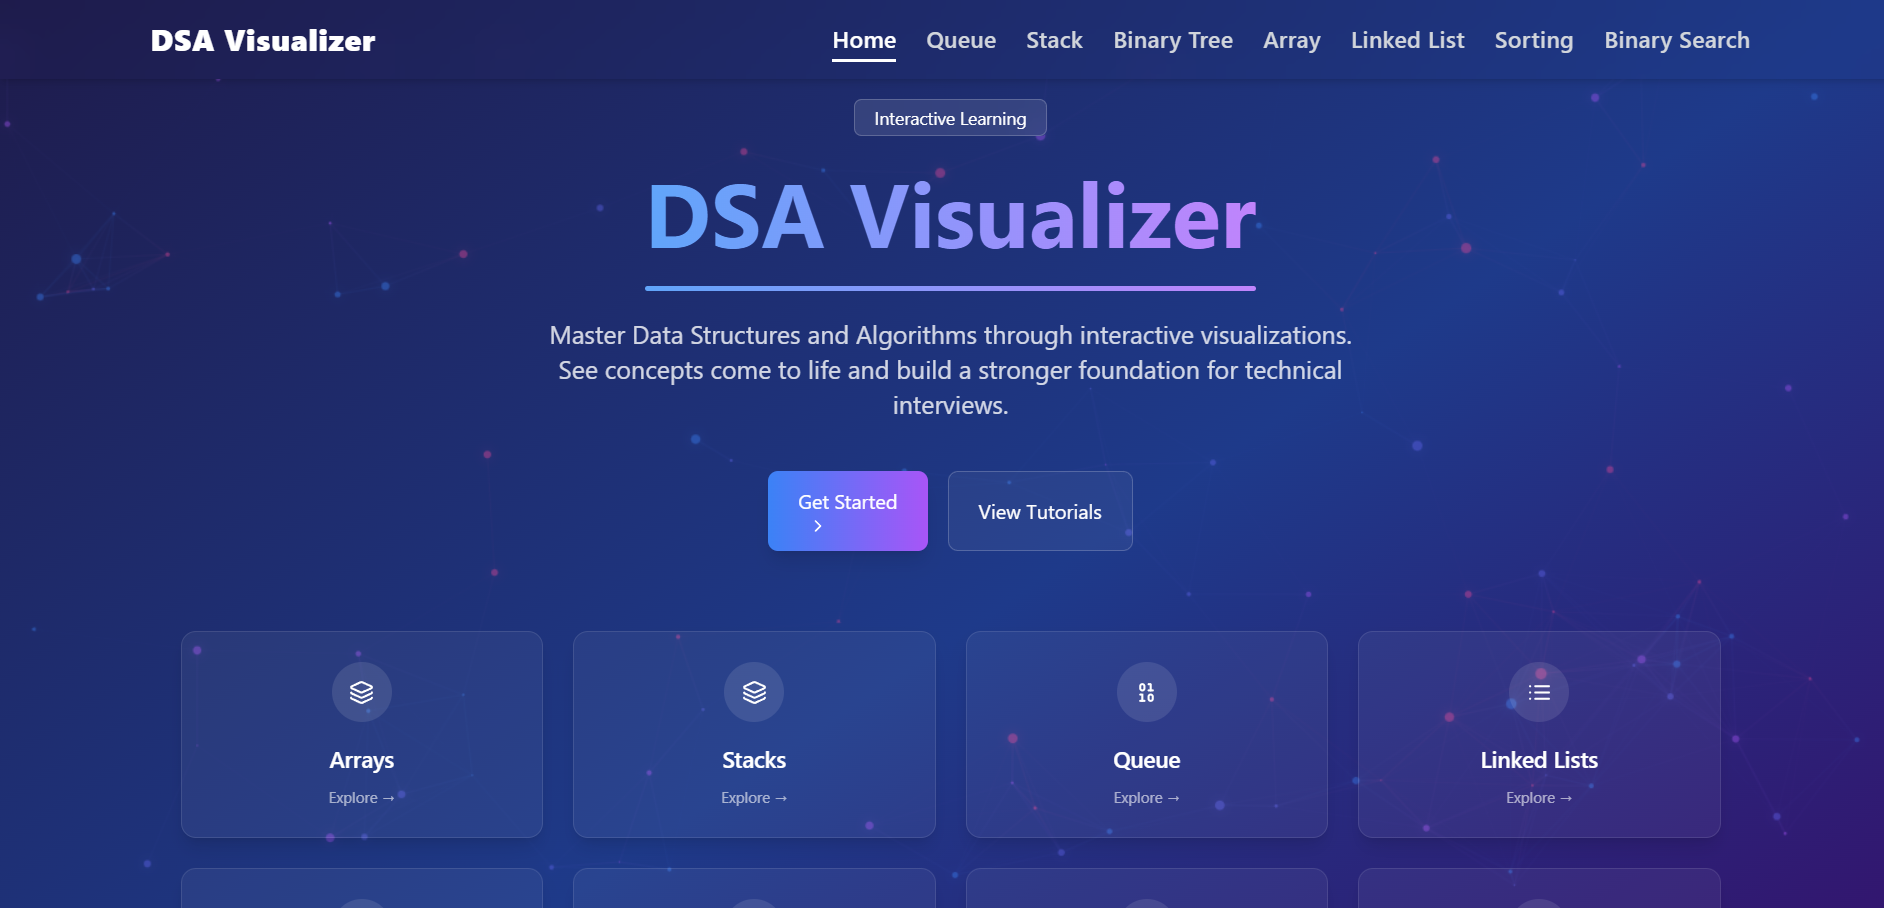 DSA Visualizer
Home Queue Stack Binary Tree Array Linked List Sorting Binary Search
Interactive Learning
DSA Visualizer
Master Data Structures and Algorithms through interactive visualizations.
See concepts come to life and build a stronger foundation for technical
interviews.
Get Started
View Tutorials
01
10
Arrays
Stacks
Queue
Linked Lists
Explore →
Explore →
Explore →
Explore →